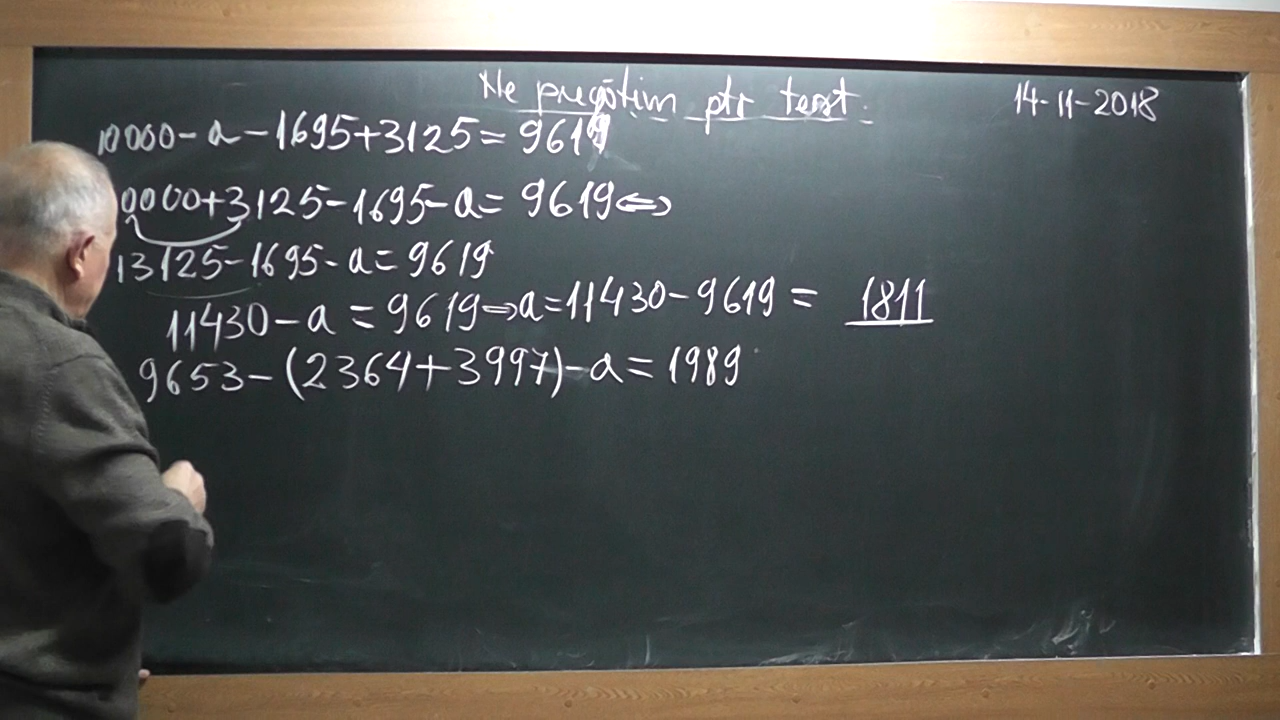 Ne pregătim ptr test.
14-11-2018
10000-a-1695+3125=9619
0000+3125-1695-a=9619⇔
13125-1695-a=9619
11430-a=9619⇒a=11430-9619= 1811
9653-(2364+3997)-a=1989